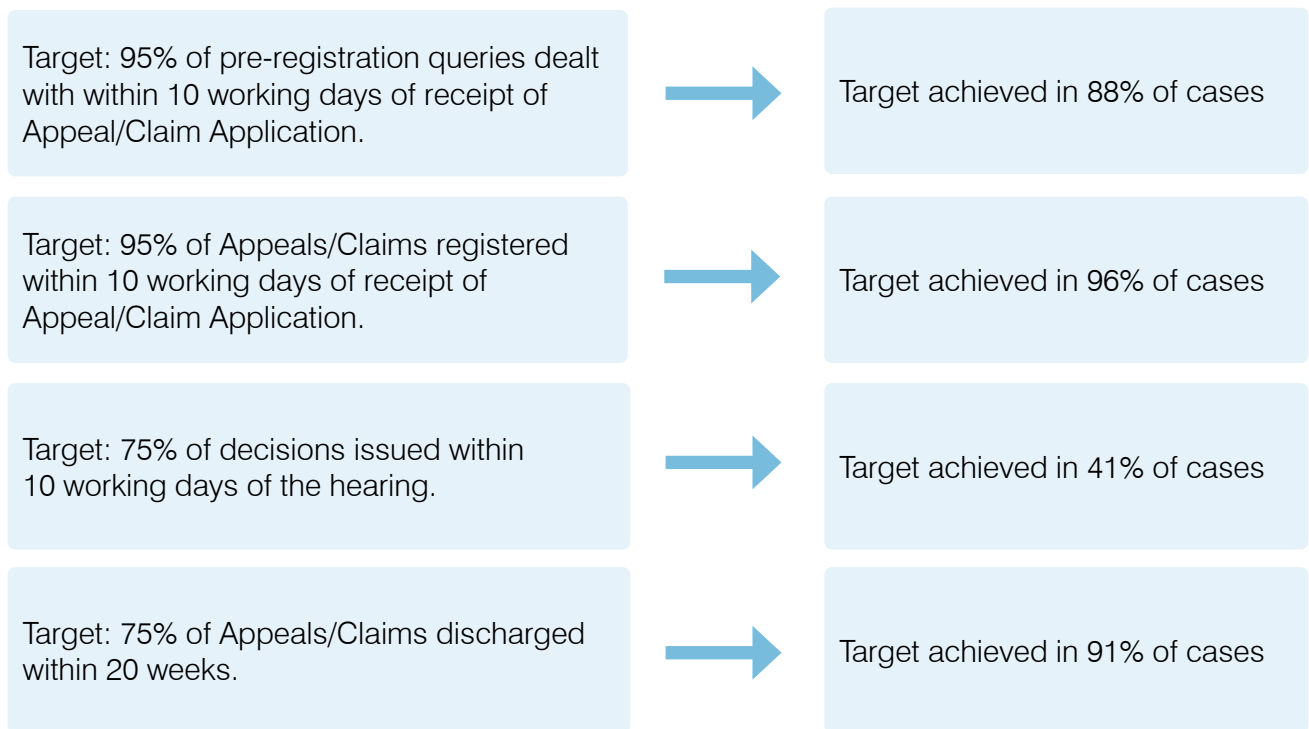 Target: 95% of pre-registration queries dealt
with within 10 working days of receipt of
Appeal/Claim Application.
Target achieved in 88% of cases
Target: 95% of Appeals/Claims registered
within 10 working days of receipt of
Appeal/Claim Application.
Target achieved in 96% of cases
Target: 75% of decisions issued within
10 working days of the hearing.
Target achieved in 41% of cases
Target: 75% of Appeals/Claims discharged
within 20 weeks.
Target achieved in 91% of cases